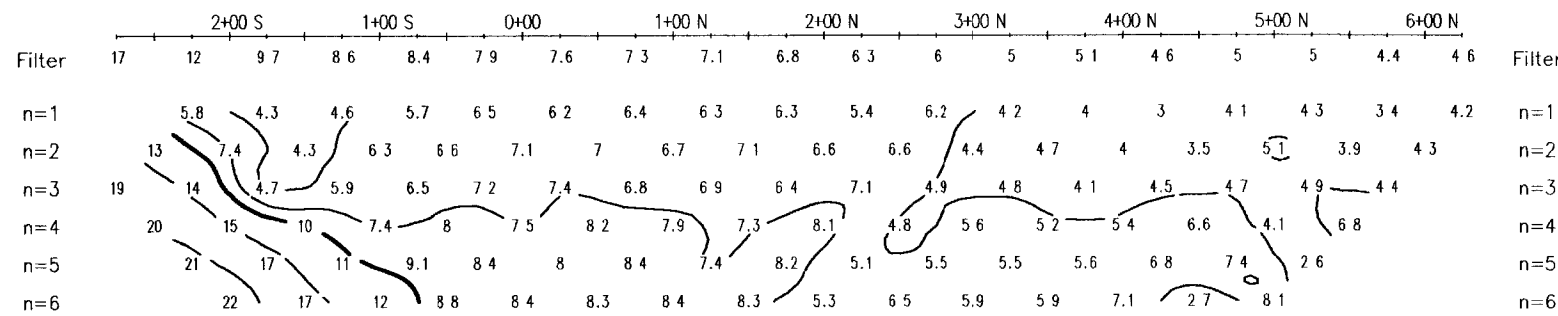 2+00 S 1+00 S 0+00 1+00 N 2+00 N 3+00 N 4+00 N 5+00 N 6+00 N
Filter 17 12 9 7 8 6 8.4 7 9 7.6 7 3 7.1 6.8 6 3 6 5 5 1 4 6 5 5 4.4 4 6 Filter
n=1 5.8 4.3 4.6 5.7 6 5 6 2 6.4 6 3 6.3 5.4 6.2 4 2 4 3 4 1 4 3 3 4 4.2 n=1
n=2 13 7.4 4.3 6 3 6 6 7.1 7 6.7 7 1 6.6 6.6 4.4 4 7 4 3.5 5 1 3.9 4 3 n=2
n=3 19 14 4.7 5.9 6.5 7 2 7.4 6.8 6 9 6 4 7.1 4.9 4 8 4.1 4.5 4 7 4 9 4 4 n=3
n=4 20 15 10 7.4 8 7 5 8 2 7.9 7.3 8.1 4.8 5 6 5 2 5 4 6.6 4.1 6 8 n=4
n=5 21 17 11 9.1 8 4 8 8 4 7.4 8.2 5.1 5.5 5.5 5.6 6 8 7 4 2 6 n=5
n=6 22 17 12 8 8 8 4 8.3 8 4 8.3 5.3 6 5 5.9 5 9 7.1 2 7 8 1 n=6